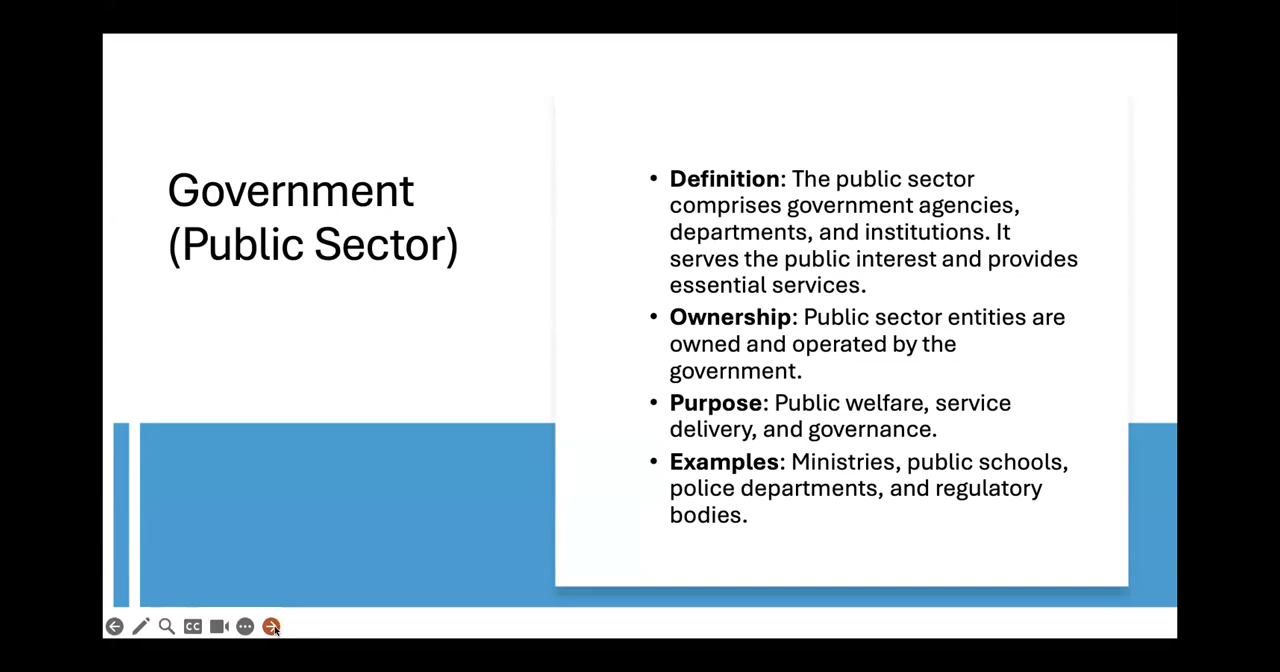 Government
(Public Sector)
• Definition: The public sector
comprises government agencies,
departments, and institutions. It
serves the public interest and provides
essential services.
• Ownership: Public sector entities are
owned and operated by the
government.
• Purpose: Public welfare, service
delivery, and governance.
• Examples: Ministries, public schools,
police departments, and regulatory
bodies.
CC